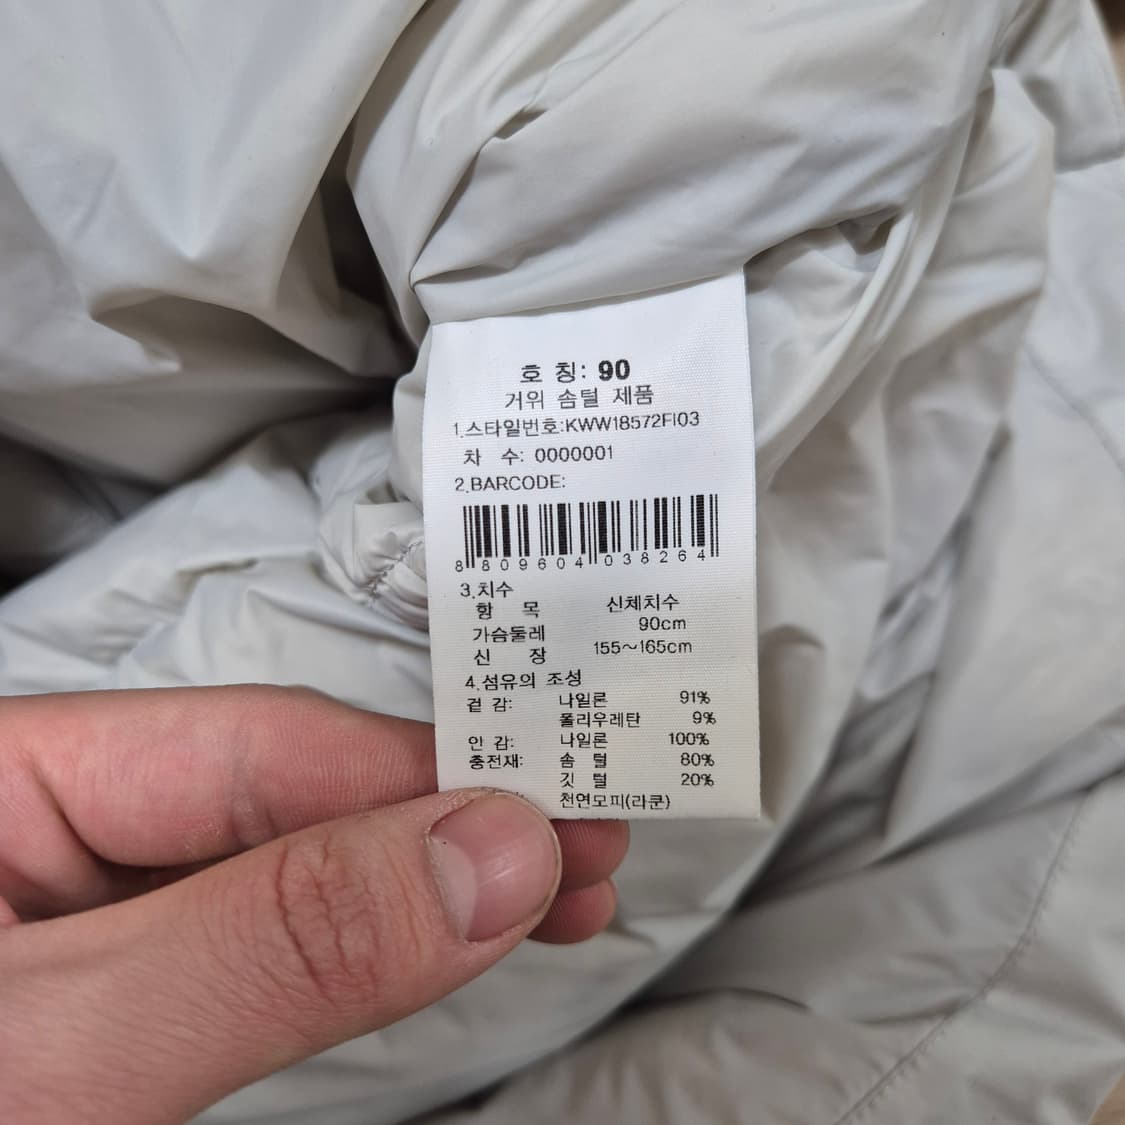 호 칭: 90
거위 솜털 제품
1.스타일번호:KWW18572FI03
차 수: 0000001
2.BARCODE:
8 809604 038264
3.치수
항 목 신체치수
가슴둘레 90cm
신 장 155~165cm
4.섬유의 조성
겉 감: 나일론 91%
폴리우레탄 9%
안 감: 나일론 100%
충전재: 솜 털 80%
깃 털 20%
천연모피(라쿤)